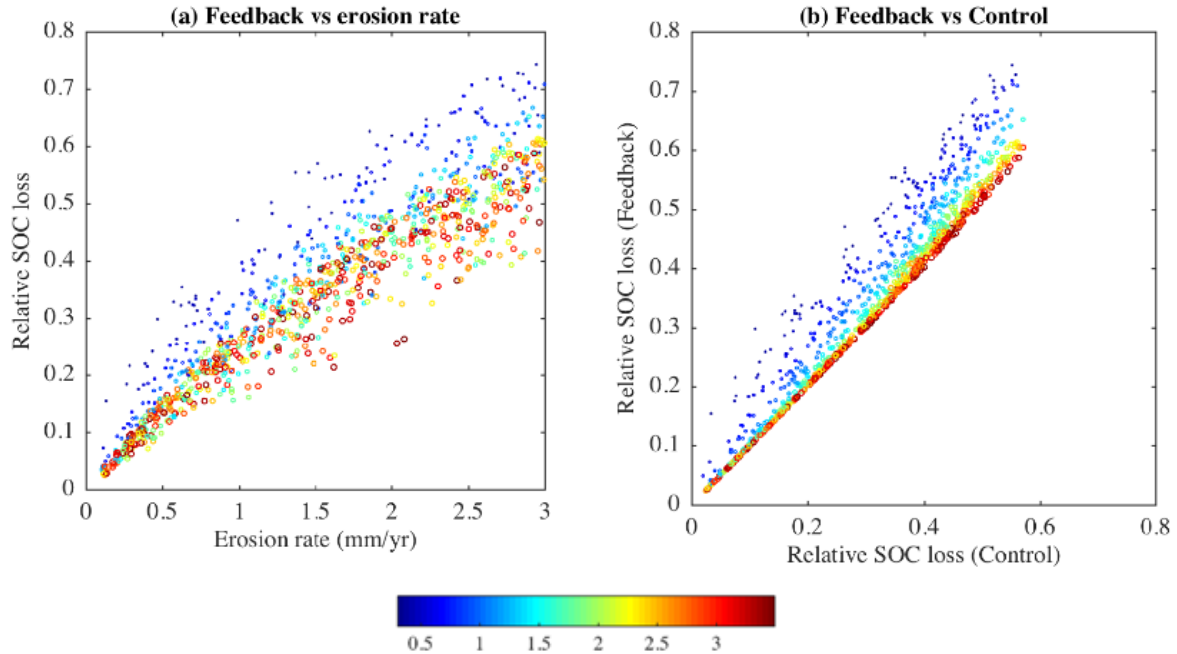 (a) Feedback vs erosion rate
0.8
0.7
0.6
0.5
0.4
0.3
0.2
0.1
0
Relative SOC loss
0 0.5 1 1.5 2 2.5 3
Erosion rate (mm/yr)
(b) Feedback vs Control
0.8
0.7
0.6
0.5
0.4
0.3
0.2
0.1
0
Relative SOC loss (Feedback)
0 0.2 0.4 0.6 0.8
Relative SOC loss (Control)
0.5 1 1.5 2 2.5 3